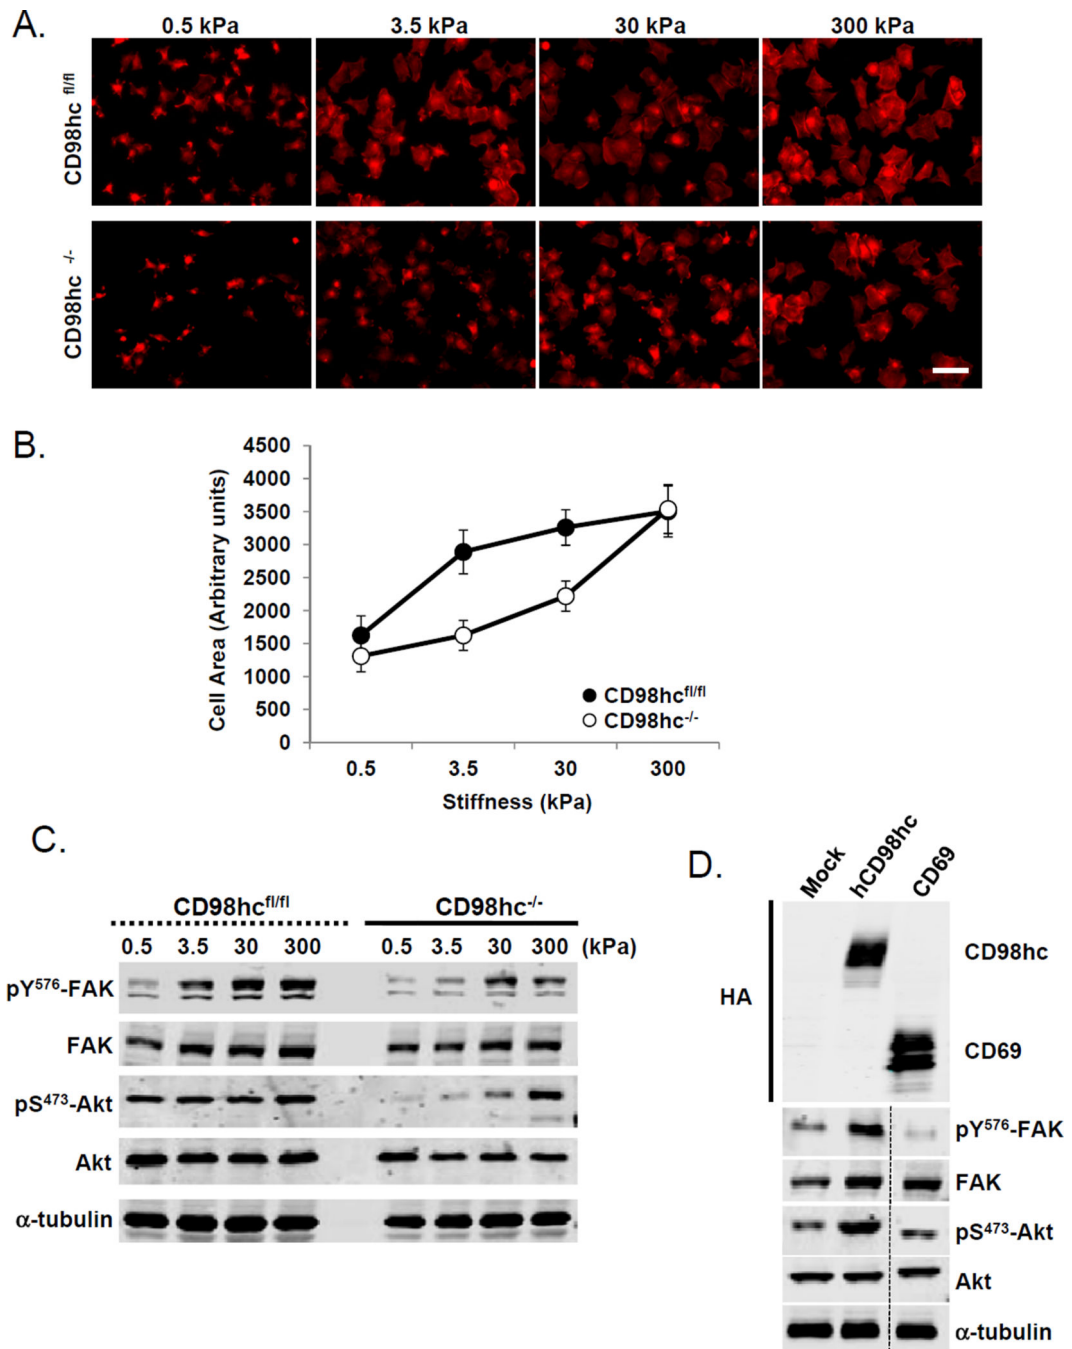 A.
0.5 kPa 3.5 kPa 30 kPa 300 kPa
CD98hc fl/fl
CD98hc -/-
B.
4500
4000
3500
3000
2500
2000
1500
1000
500
0
Cell Area (Arbitrary units)
CD98hcfl/fl
CD98hc-/-
0.5 3.5 30 300
Stiffness (kPa)
C.
CD98hcfl/fl CD98hc-/-
0.5 3.5 30 300 0.5 3.5 30 300 (kPa)
pY576-FAK
FAK
pS473-Akt
Akt
α-tubulin
D.
Mock hCD98hc CD69
HA
CD98hc
CD69
pY576-FAK
FAK
pS473-Akt
Akt
α-tubulin